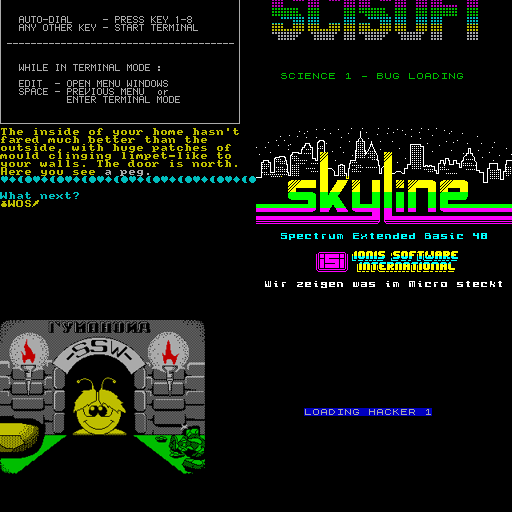 AUTO-DIAL - PRESS KEY 1-8
ANY OTHER KEY - START TERMINAL
WHILE IN TERMINAL MODE :
EDIT - OPEN MENU WINDOWS
SPACE - PREVIOUS MENU or
ENTER TERMINAL MODE
SCISOFT
SCIENCE 1 - BUG LOADING
The inside of your home hasn't
fared much better than the
outside, with huge patches of
mould clinging limpet-like to
your walls. The door is north.
Here you see a peg.
What next?
WOS
skyline
Spectrum Extended Basic 48
isi IONIS SOFTWARE
INTERNATIONAL
Wir zeigen was im Micro steckt
-SSW-
LOADING HACKER 1